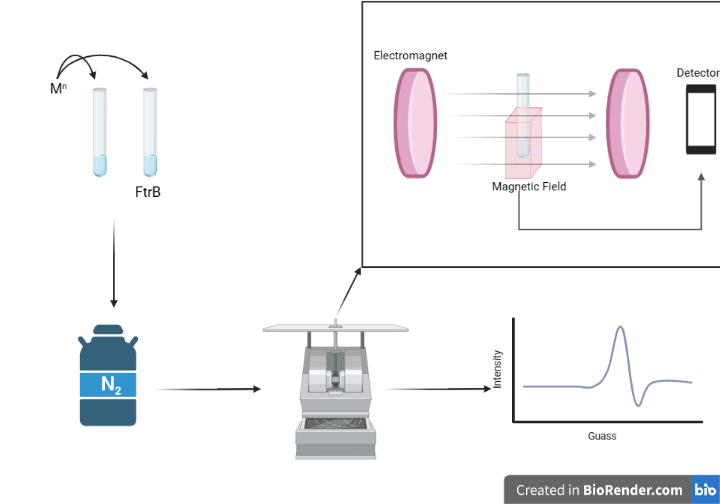 Electromagnet
Detector
Mⁿ
FtrB
Magnetic Field
N₂
Intensity
Guass
Created in BioRender.com bio